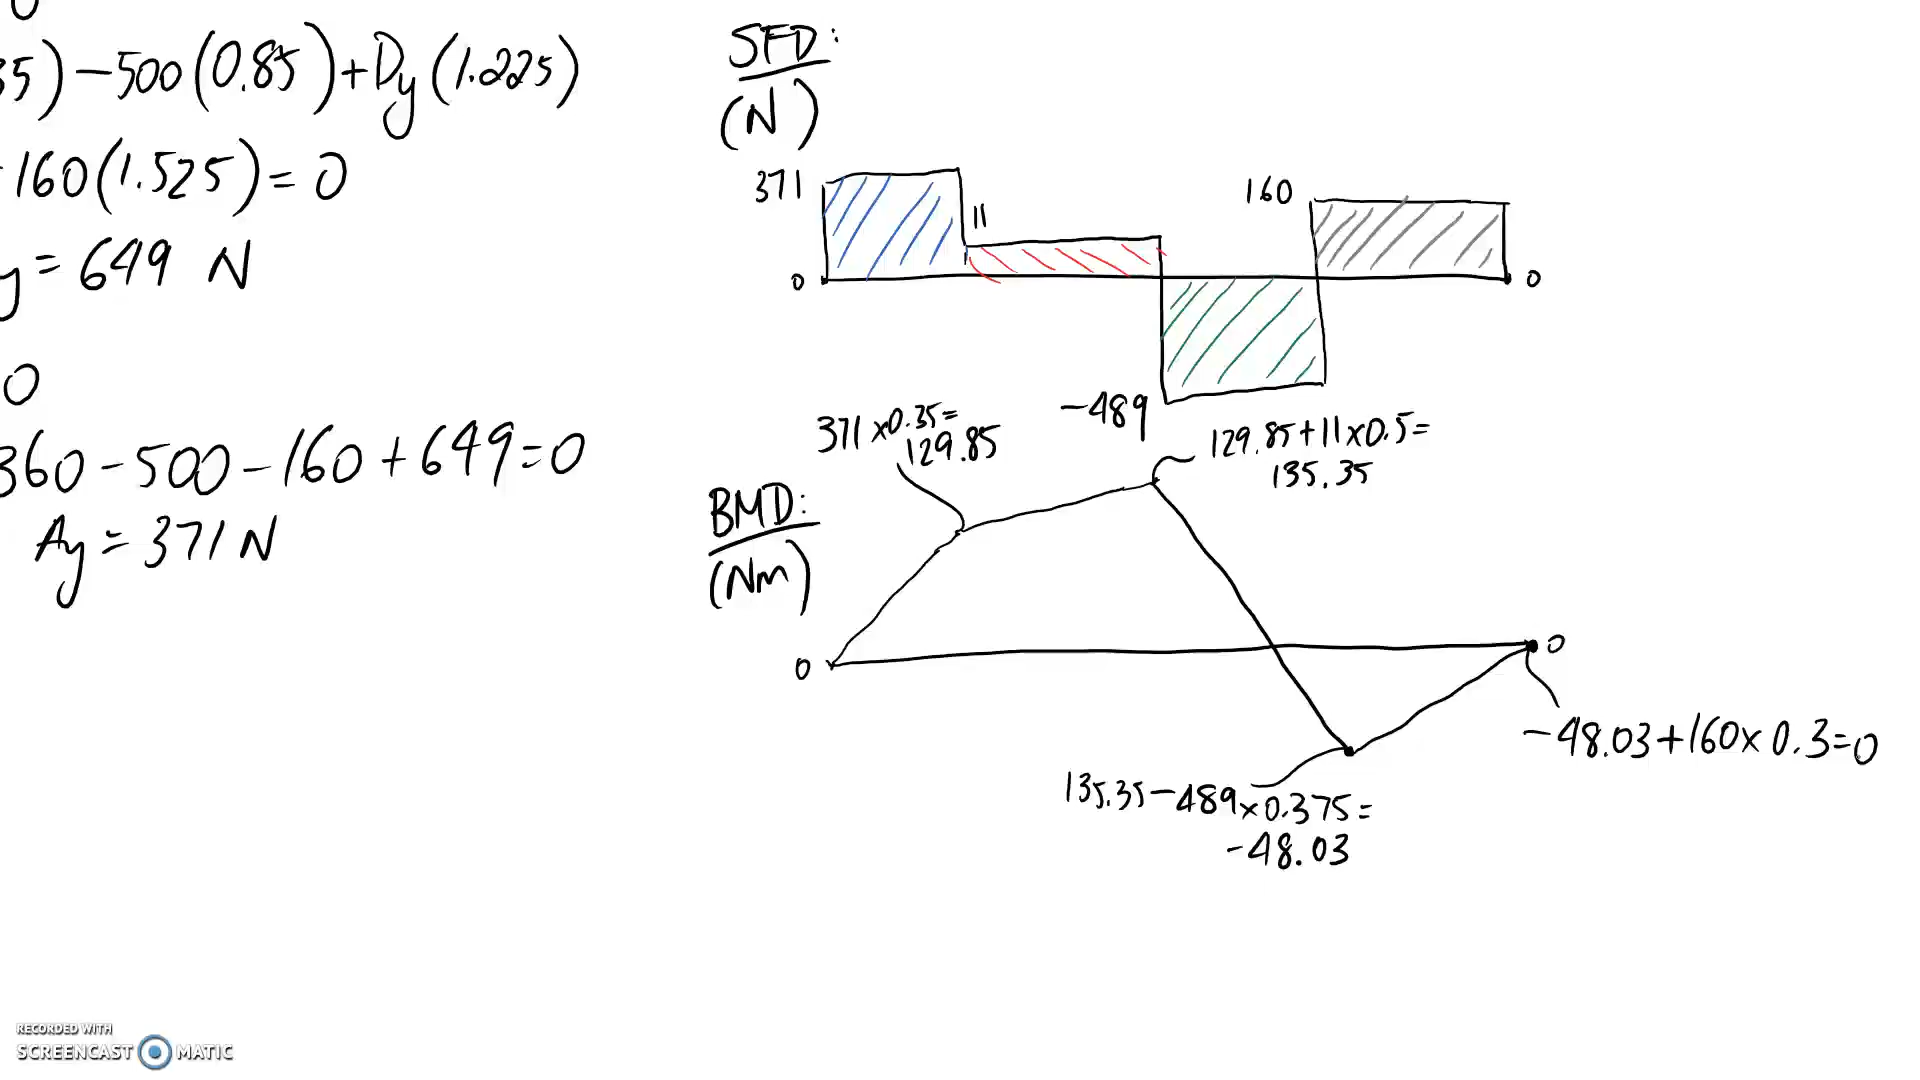 0
35)-500(0.85)+Dy(1.225)
160(1.525)=0
y=649 N
0
360-500-160+649=0
Ay=371N
SFD:
(N)
371
11
160
0
0
-489
371×0.35=
129.85
129.85+11×0.5=
135.35
BMD:
(Nm)
0
0
-48.03+160×0.3=0
135.35-489×0.375=
-48.03
RECORDED WITH
SCREENCAST MATIC